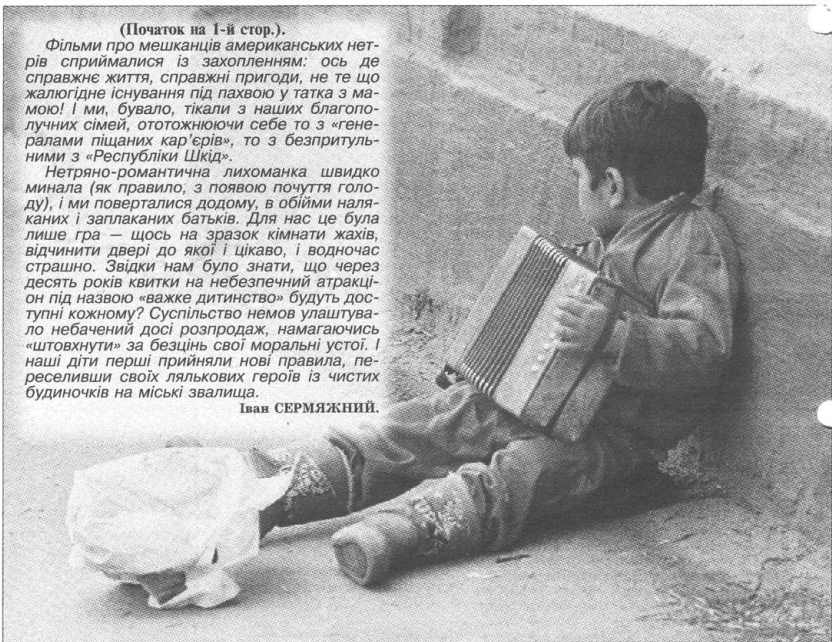 (Початок на 1-й стор.).
Фільми про мешканців американських нет-
рів сприймалися із захопленням: ось де
справжнє життя, справжні пригоди, не те що
жалюгідне існування під пахвою у татка з ма-
мою! І ми, бувало, тікали з наших благопо-
лучних сімей, ототожнюючи себе то з «гене-
ралами піщаних кар’єрів», то з безпритуль-
ними з «Республіки Шкід».
Нетряно-романтична лихоманка швидко
минала (як правило, з появою почуття голо-
ду), і ми поверталися додому, в обійми наля-
каних і заплаканих батьків. Для нас це була
лише гра — щось на зразок кімнати жахів,
відчинити двері до якої і цікаво, і водночас
страшно. Звідки нам було знати, що через
десять років квитки на небезпечний атракці-
он під назвою «важке дитинство» будуть дос-
тупні кожному? Суспільство немов улаштува-
ло небачений досі розпродаж, намагаючись
«штовхнути» за безцінь свої моральні устої. І
наші діти перші прийняли нові правила, пе-
реселивши своїх лялькових героїв із чистих
будиночків на міські звалища.
Іван СЕРМЯЖНИЙ.